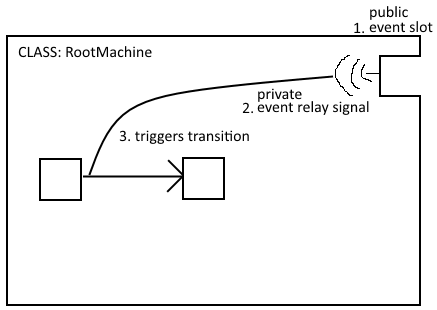 public
1. event slot
CLASS: RootMachine
private
2. event relay signal
3. triggers transition